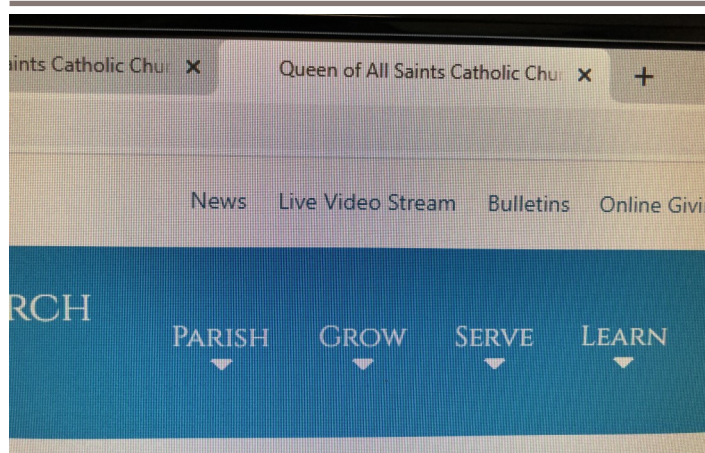 aints Catholic Chu × Queen of All Saints Catholic Chu × +
News Live Video Stream Bulletins Online Givi
RCH
PARISH GROW SERVE LEARN